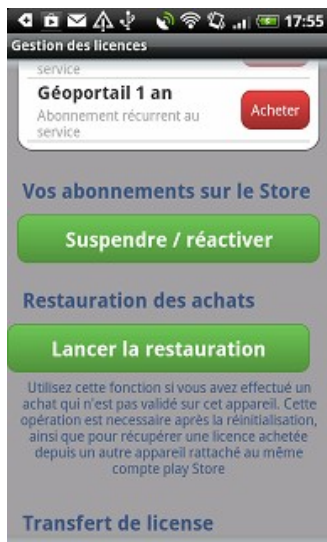 17:55
Gestion des licences
service
Géoportail 1 an
Abonnement récurrent au
service
Acheter
Vos abonnements sur le Store
Suspendre / réactiver
Restauration des achats
Lancer la restauration
Utilisez cette fonction si vous avez effectué un
achat qui n'est pas validé sur cet appareil. Cette
opération est necessaire après la réinitialisation,
ainsi que pour récupérer une licence achetée
depuis un autre appareil rattaché au même
compte play Store
Transfert de license